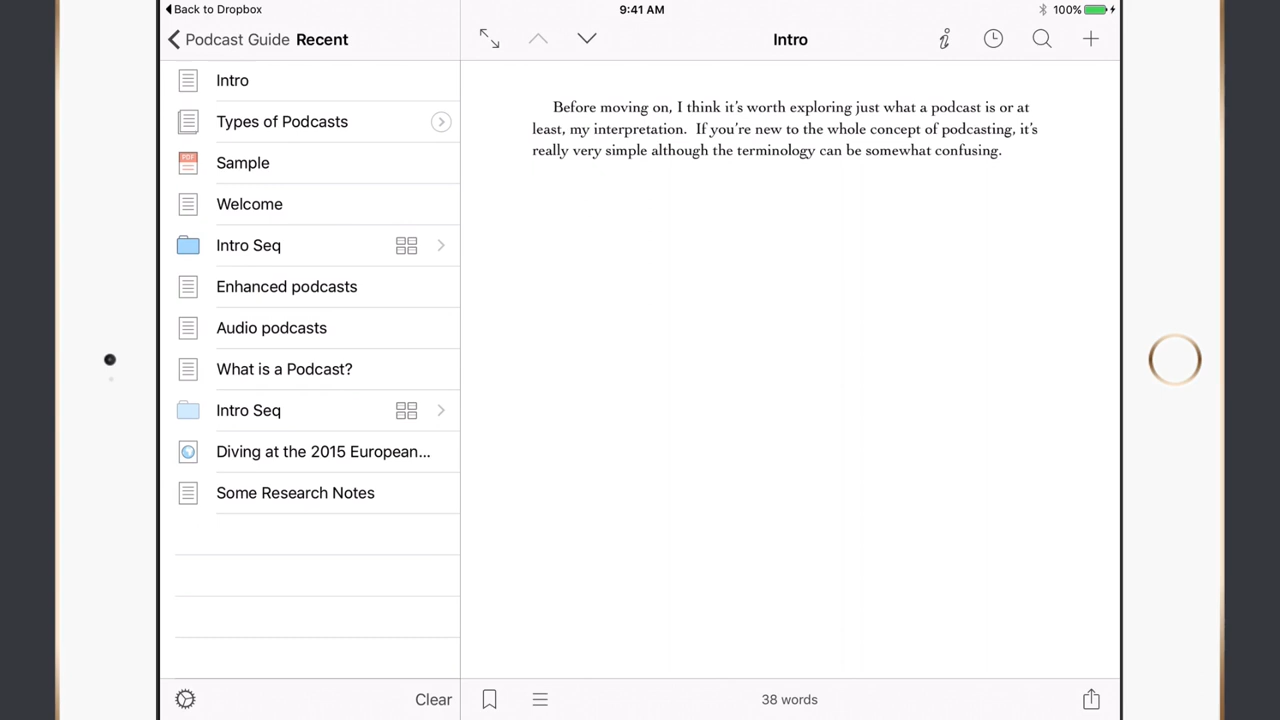 Back to Dropbox
9:41 AM
100%
Podcast Guide Recent
Intro
Intro
Types of Podcasts
PDF
Sample
Welcome
Intro Seq
Enhanced podcasts
Audio podcasts
What is a Podcast?
Intro Seq
Diving at the 2015 European...
Some Research Notes
Clear
Before moving on, I think it's worth exploring just what a podcast is or at
least, my interpretation.  If you're new to the whole concept of podcasting, it's
really very simple although the terminology can be somewhat confusing.
38 words